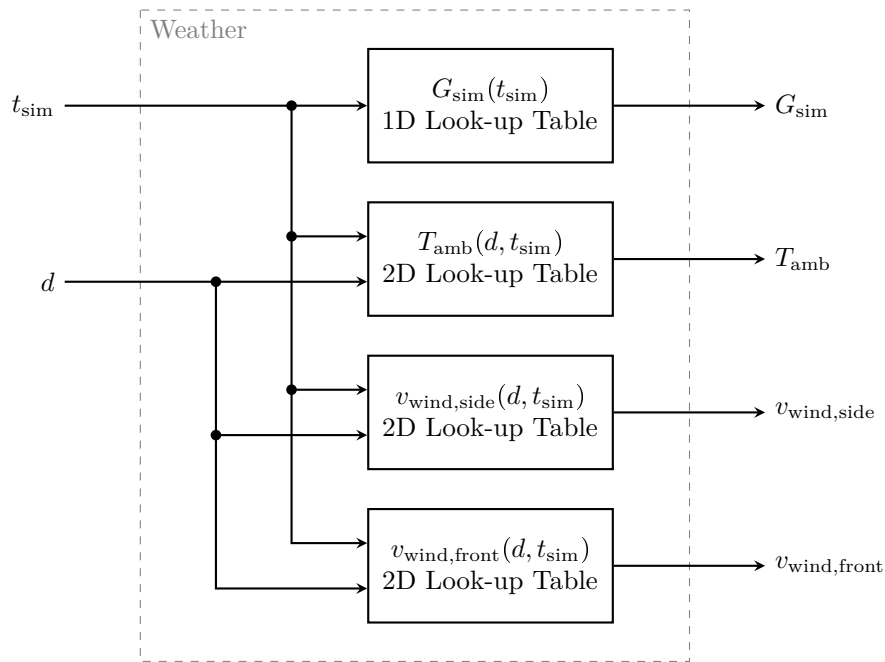 Weather
t_sim
G_sim(t_sim)
1D Look-up Table
G_sim
T_amb(d, t_sim)
2D Look-up Table
T_amb
d
v_wind,side(d, t_sim)
2D Look-up Table
v_wind,side
v_wind,front(d, t_sim)
2D Look-up Table
v_wind,front